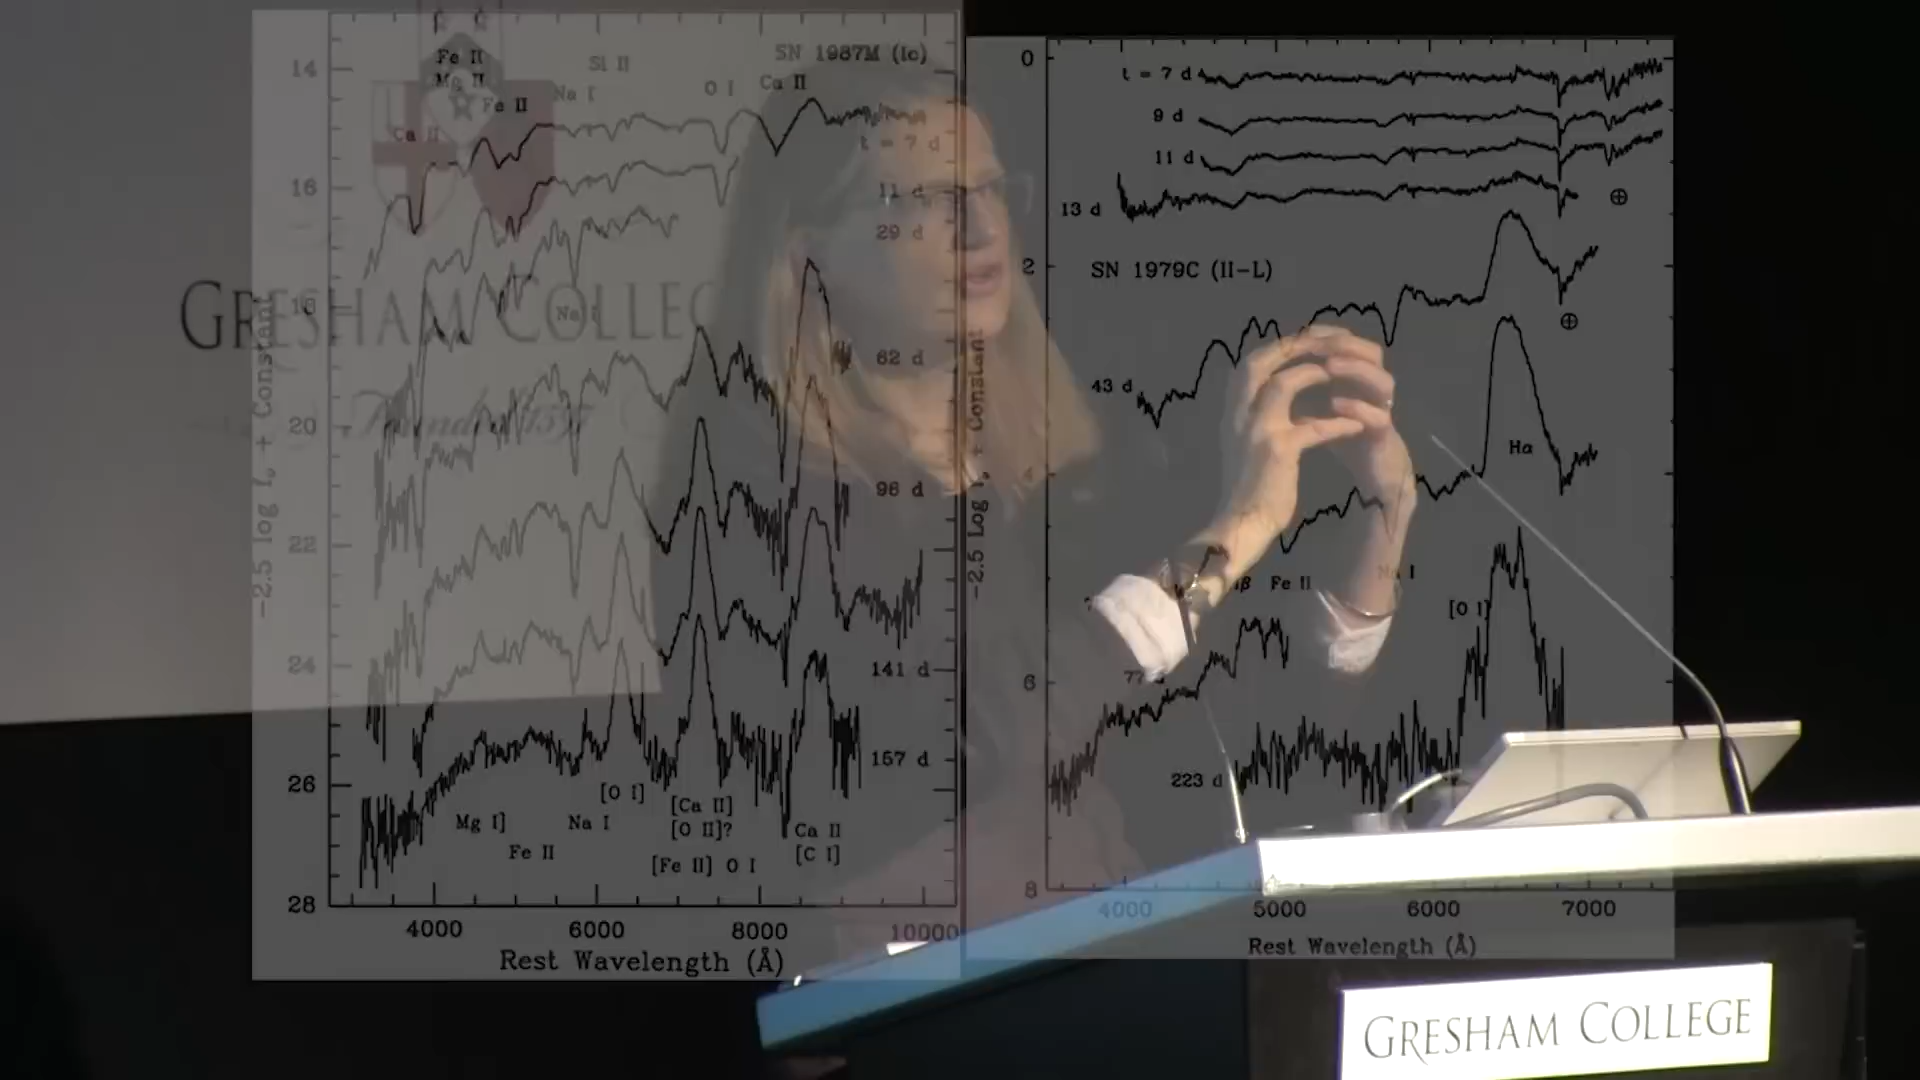 SN 1987M (Ic)
14
16
18
20
22
24
26
28
Fe II
Mg II
Fe II
Ca II
Na I
Si II
O I
Ca II
t = 7 d
11 d
29 d
62 d
96 d
141 d
157 d
Na I
[O I]
[Ca II]
[O II]?
Mg I]
Na I
Ca II
[C I]
Fe II
[Fe II] O I
4000 6000 8000 10000
Rest Wavelength (Å)
-2.5 log fν + Constant
GRESHAM COLLEG
0
2
4
6
8
t = 7 d
9 d
11 d
13 d
SN 1979C (II-L)
43 d
Hα
Fe II
[O I]
223 d
4000 5000 6000 7000
Rest Wavelength (Å)
-2.5 Log + Constant
GRESHAM COLLEGE